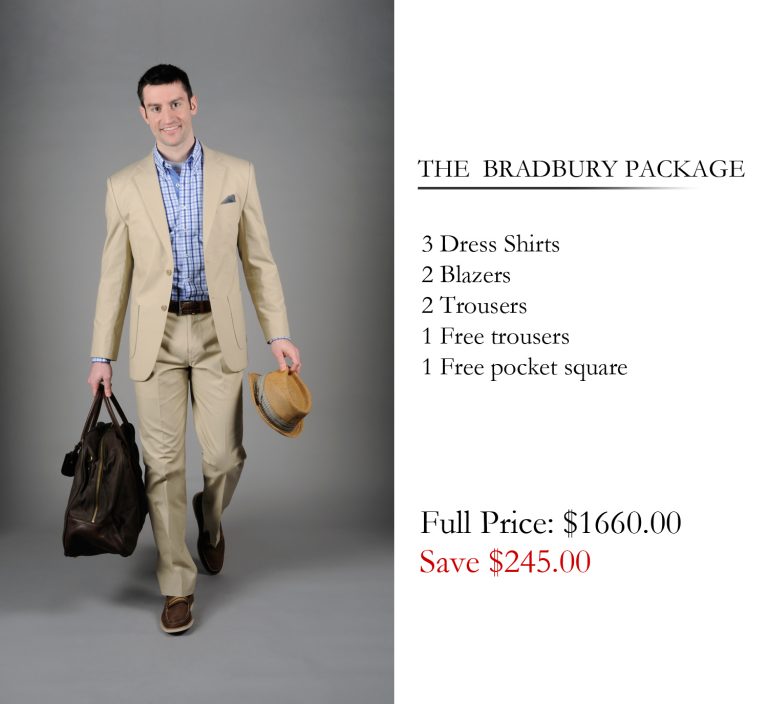 THE BRADBURY PACKAGE
3 Dress Shirts
2 Blazers
2 Trousers
1 Free trousers
1 Free pocket square
Full Price: $1660.00
Save $245.00